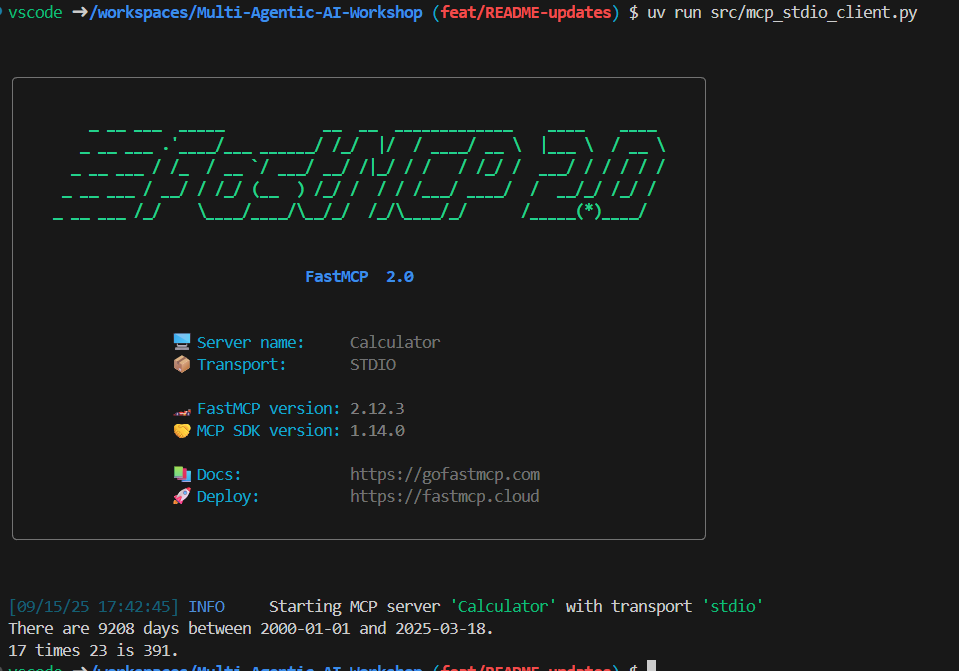 vscode ➜/workspaces/Multi-Agentic-AI-Workshop (feat/README-updates) $ uv run src/mcp_stdio_client.py
FastMCP 2.0
FastMCP  2.0
Server name: Calculator
Transport: STDIO
FastMCP version: 2.12.3
MCP SDK version: 1.14.0
Docs: https://gofastmcp.com
Deploy: https://fastmcp.cloud
[09/15/25 17:42:45] INFO Starting MCP server 'Calculator' with transport 'stdio'
There are 9208 days between 2000-01-01 and 2025-03-18.
17 times 23 is 391.
vscode ➜/workspaces/Multi-Agentic-AI-Workshop (feat/README-updates) $